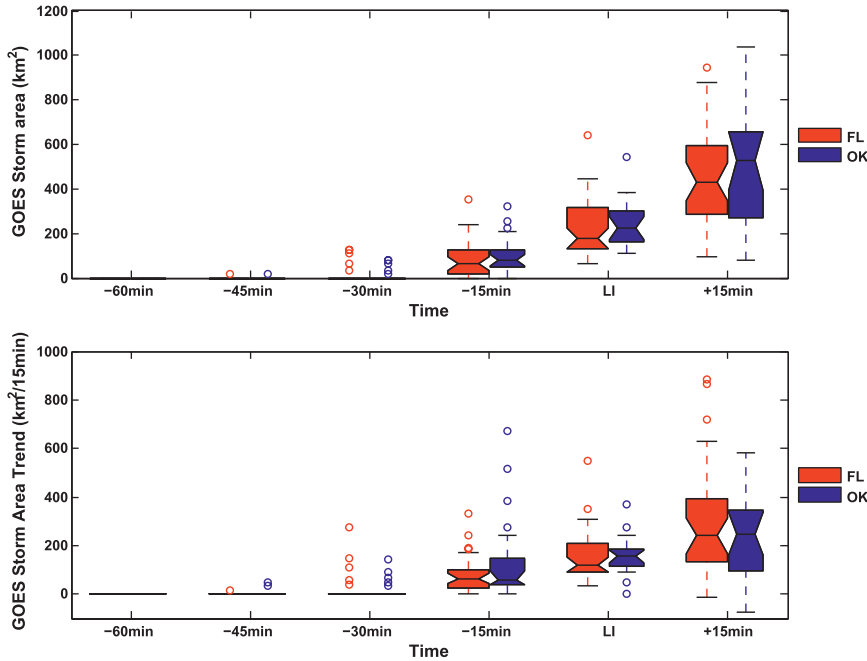 1200
1000
800
600
400
200
0
GOES Storm area (km²)
−60min −45min −30min −15min LI +15min
Time
FL
OK
1000
800
600
400
200
0
GOES Storm Area Trend (km²/15min)
−60min −45min −30min −15min LI +15min
Time
FL
OK